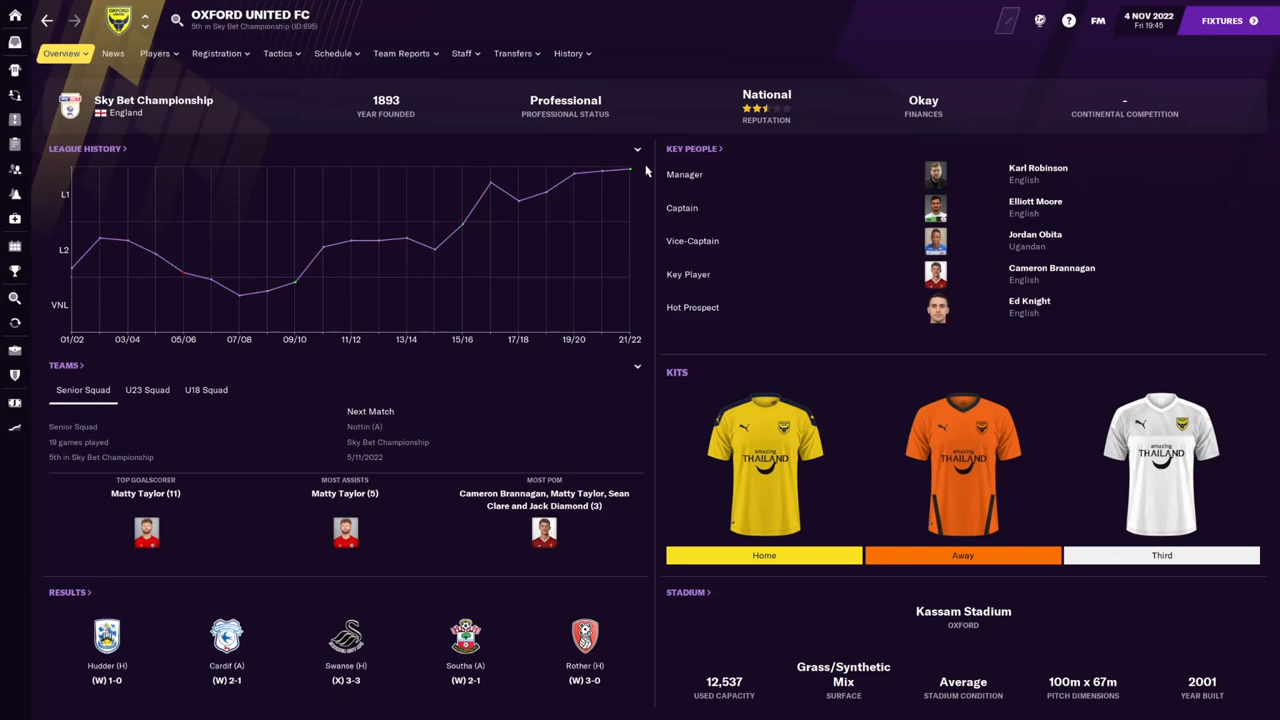 OXFORD UNITED FC
5th in Sky Bet Championship (ID:695)
FM
4 NOV 2022
Fri 19:45
FIXTURES
Overview
News
Players
Registration
Tactics
Schedule
Team Reports
Staff
Transfers
History
Sky Bet Championship
England
1893
YEAR FOUNDED
Professional
PROFESSIONAL STATUS
National
REPUTATION
Okay
FINANCES
-
CONTINENTAL COMPETITION
LEAGUE HISTORY >
L1
L2
VNL
01/02 03/04 05/06 07/08 09/10 11/12 13/14 15/16 17/18 19/20 21/22
KEY PEOPLE >
Manager
Karl Robinson
English
Captain
Elliott Moore
English
Vice-Captain
Jordan Obita
Ugandan
Key Player
Cameron Brannagan
English
Hot Prospect
Ed Knight
English
TEAMS >
Senior Squad U23 Squad U18 Squad
Senior Squad
19 games played
5th in Sky Bet Championship
Next Match
Nottin (A)
Sky Bet Championship
5/11/2022
TOP GOALSCORER
Matty Taylor (11)
MOST ASSISTS
Matty Taylor (5)
MOST POM
Cameron Brannagan, Matty Taylor, Sean
Clare and Jack Diamond (3)
KITS
amazing
THAILAND
amazing
THAILAND
amazing
THAILAND
Home
Away
Third
RESULTS >
Hudder (H)
(W) 1-0
Cardif (A)
(W) 2-1
Swanse (H)
(X) 3-3
Southa (A)
(W) 2-1
Rother (H)
(W) 3-0
STADIUM >
Kassam Stadium
OXFORD
12,537
USED CAPACITY
Grass/Synthetic
Mix
SURFACE
Average
STADIUM CONDITION
100m x 67m
PITCH DIMENSIONS
2001
YEAR BUILT